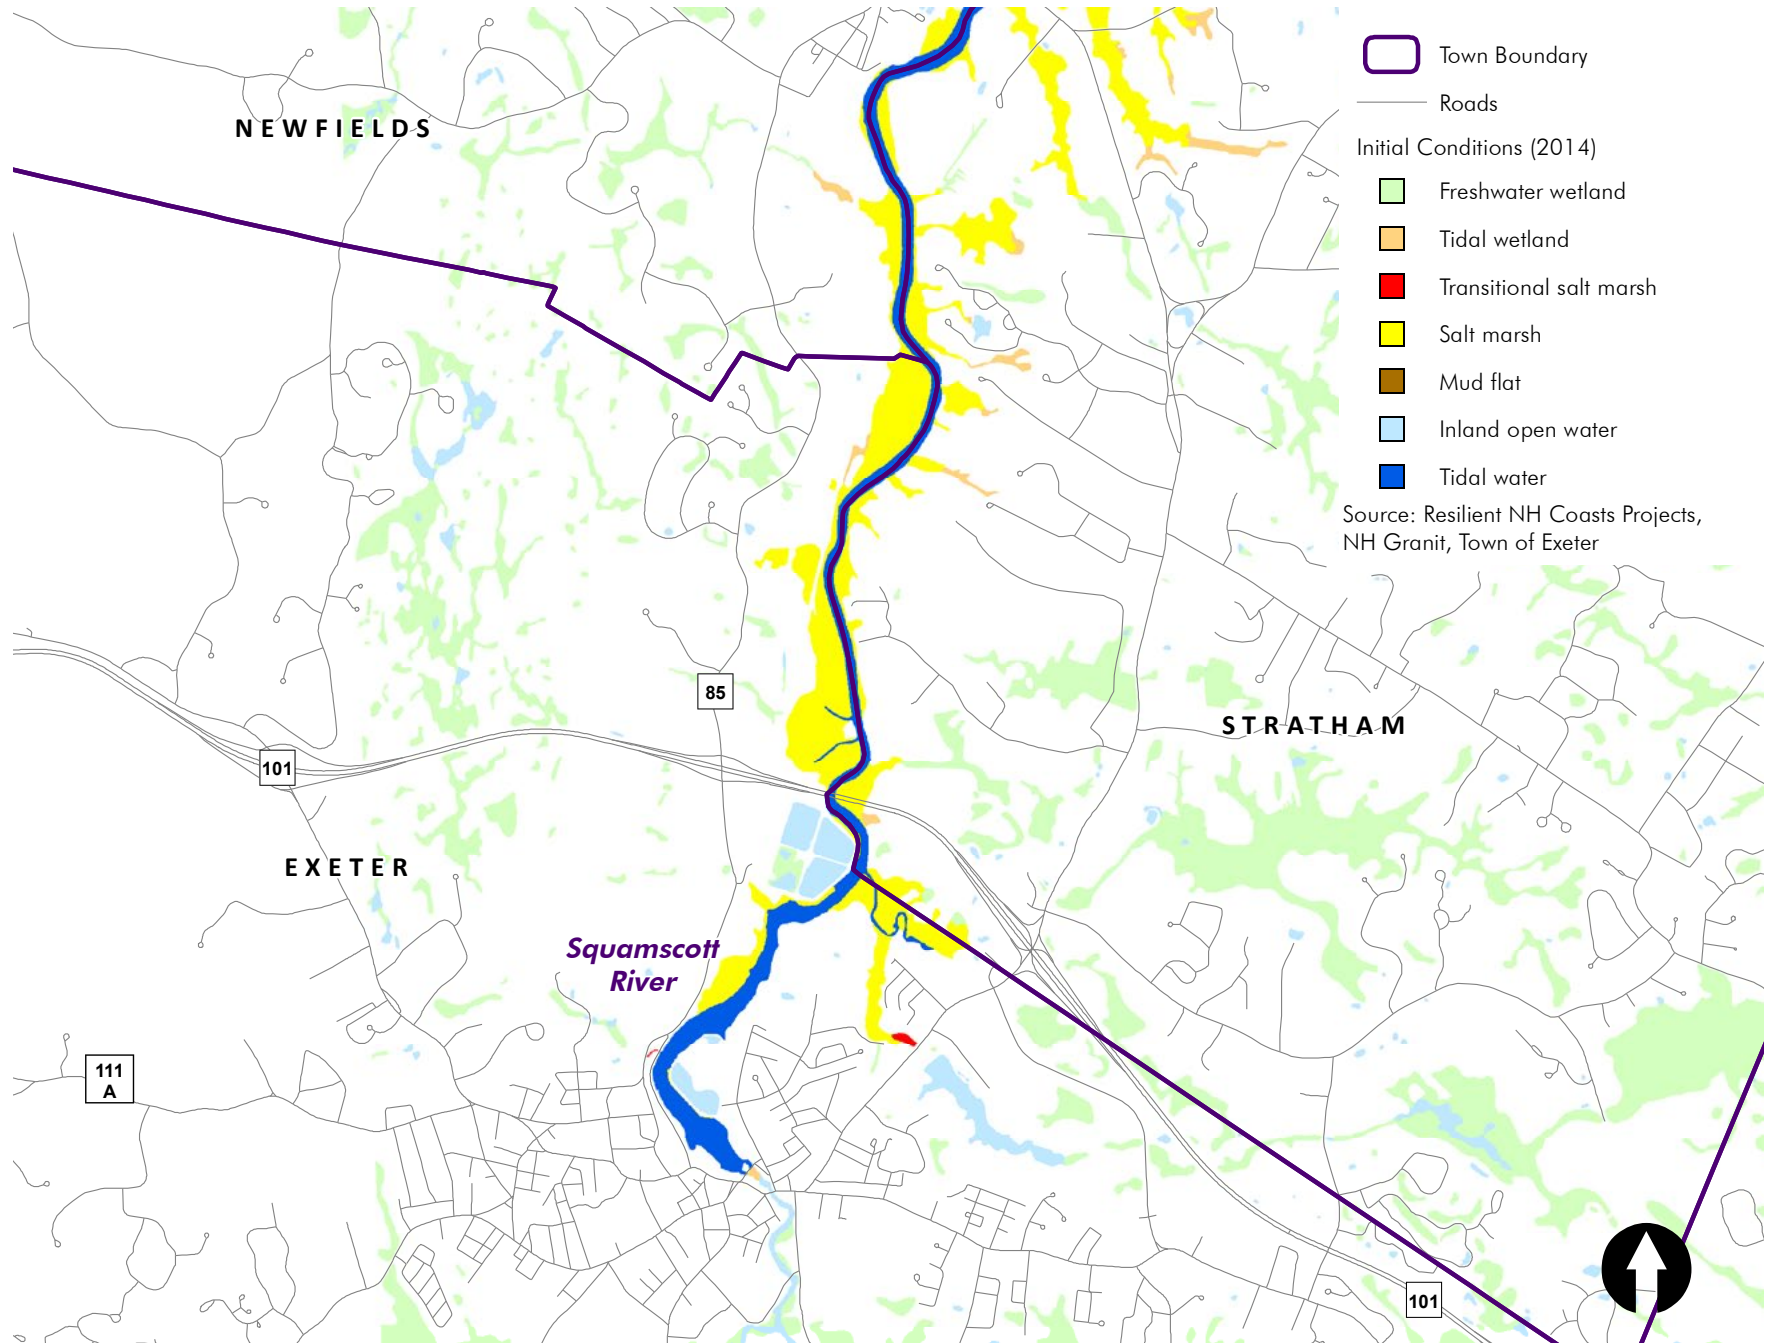 NEWFIELDS
Town Boundary
Roads
Initial Conditions (2014)
Freshwater wetland
Tidal wetland
Transitional salt marsh
Salt marsh
Mud flat
Inland open water
Tidal water
Source: Resilient NH Coasts Projects,
NH Granit, Town of Exeter
85
STRATHAM
101
EXETER
Squamscott
River
111
A
101